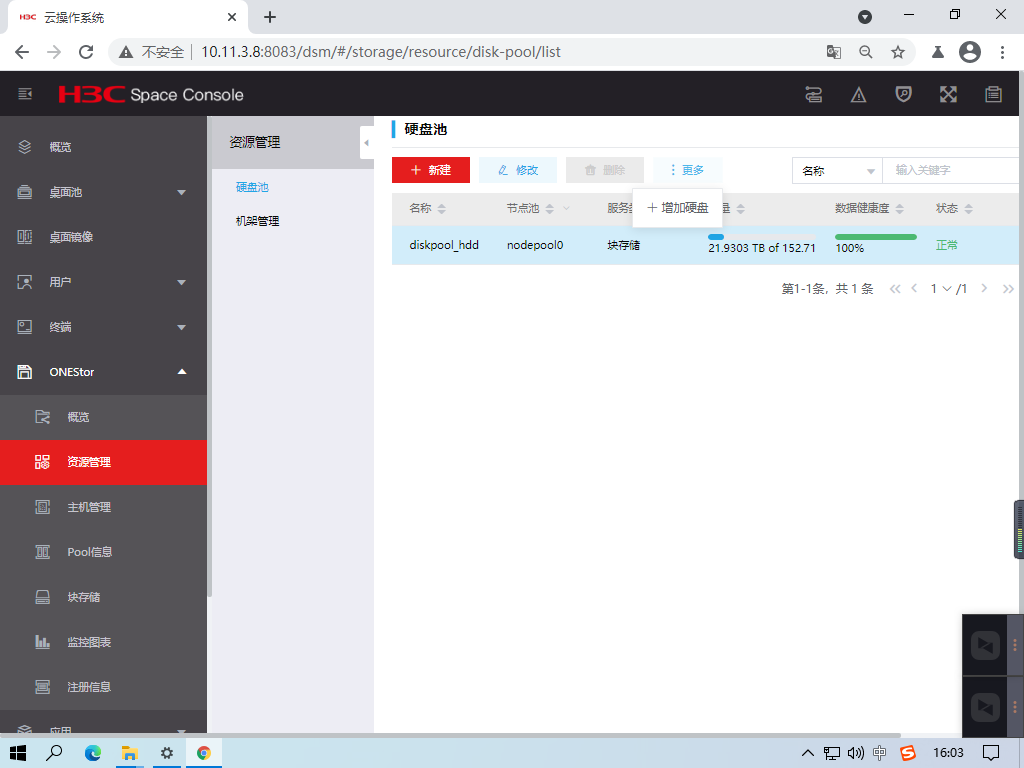 H3C 云操作系统
不安全 10.11.3.8:8083/dsm/#/storage/resource/disk-pool/list
H3C Space Console
概览
桌面池
桌面镜像
用户
终端
ONEStor
概览
资源管理
主机管理
Pool信息
块存储
监控图表
注册信息
应用
资源管理
硬盘池
机架管理
硬盘池
新建 修改 删除 更多 名称 输入关键字
增加硬盘
名称 节点池 服务 量 数据健康度 状态
diskpool_hdd nodepool0 块存储 21.9303 TB of 152.71 100% 正常
第1-1条, 共 1 条 1 /1
中 S 16:03